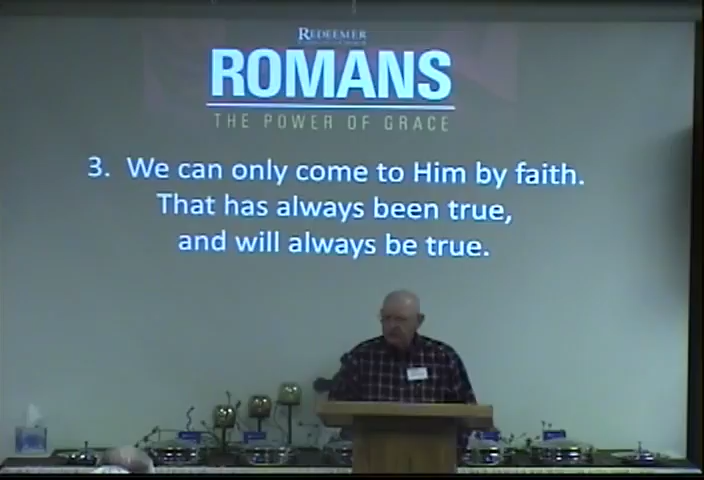 REDEEMER
ROMANS
THE POWER OF GRACE
3. We can only come to Him by faith.
That has always been true,
and will always be true.